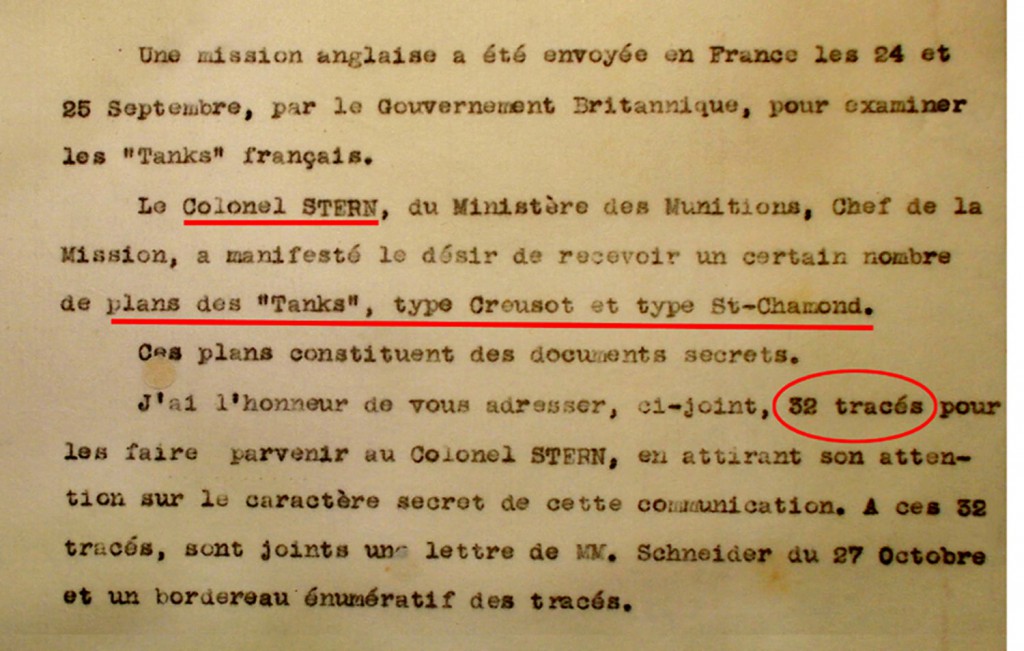 Une mission anglaise a été envoyée en France les 24 et
25 Septembre, par le Gouvernement Britannique, pour examiner
les "Tanks" français.
Le Colonel STERN, du Ministère des Munitions, Chef de la
Mission, a manifesté le désir de recevoir un certain nombre
de plans des "Tanks", type Creusot et type St-Chamond.
Ces plans constituent des documents secrets.
J'ai l'honneur de vous adresser, ci-joint, 32 tracés pour
les faire parvenir au Colonel STERN, en attirant son atten-
tion sur le caractère secret de cette communication. A ces 32
tracés, sont joints une lettre de MM. Schneider du 27 Octobre
et un bordereau énumératif des tracés.